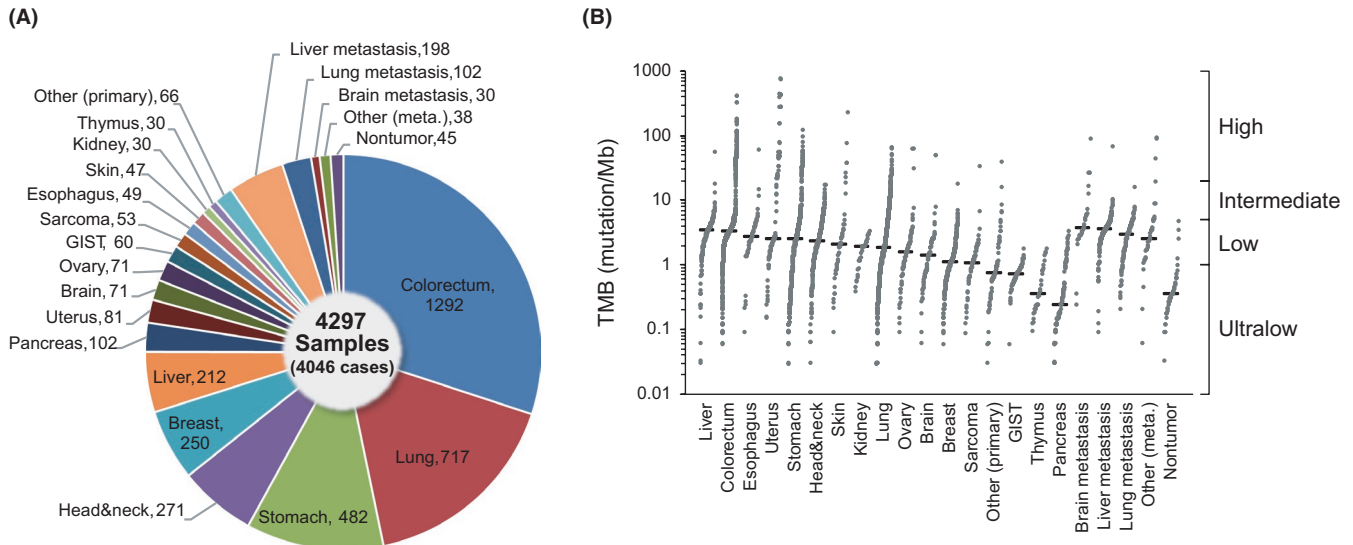 (A)
Liver metastasis,198
Lung metastasis,102
Brain metastasis, 30
Other (meta.),38
Nontumor,45
Other (primary),66
Thymus, 30
Kidney, 30
Skin, 47
Esophagus, 49
Sarcoma, 53
GIST, 60
Ovary, 71
Brain, 71
Uterus, 81
Pancreas, 102
Liver,212
Breast,
250
Head&neck, 271
Stomach, 482
Lung,717
Colorectum,
1292
4297
Samples
(4046 cases)
(B)
TMB (mutation/Mb)
1000
100
10
1
0.1
0.01
High
Intermediate
Low
Ultralow
Liver
Colorectum
Esophagus
Uterus
Stomach
Head&neck
Skin
Kidney
Lung
Ovary
Brain
Breast
Sarcoma
Other (primary)
GIST
Thymus
Pancreas
Brain metastasis
Liver metastasis
Lung metastasis
Other (meta.)
Nontumor